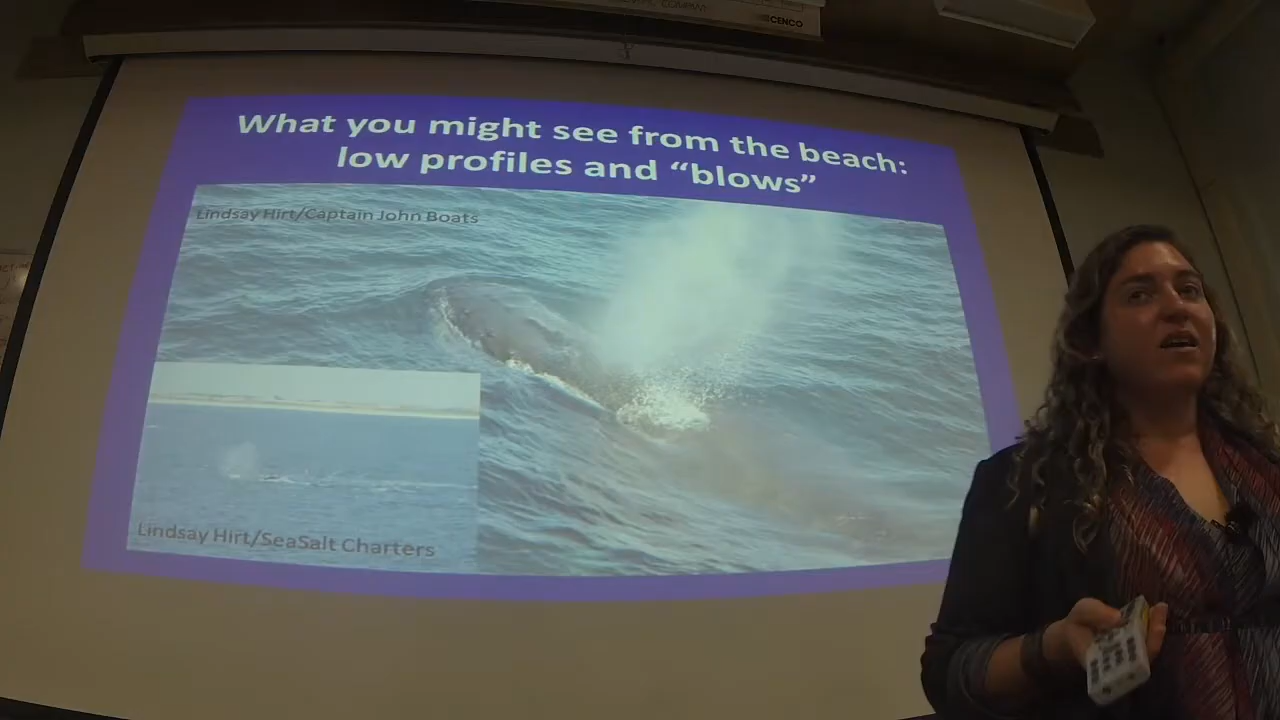 CENCO
What you might see from the beach:
low profiles and “blows”
Lindsay Hirt/Captain John Boats
Lindsay Hirt/SeaSalt Charters